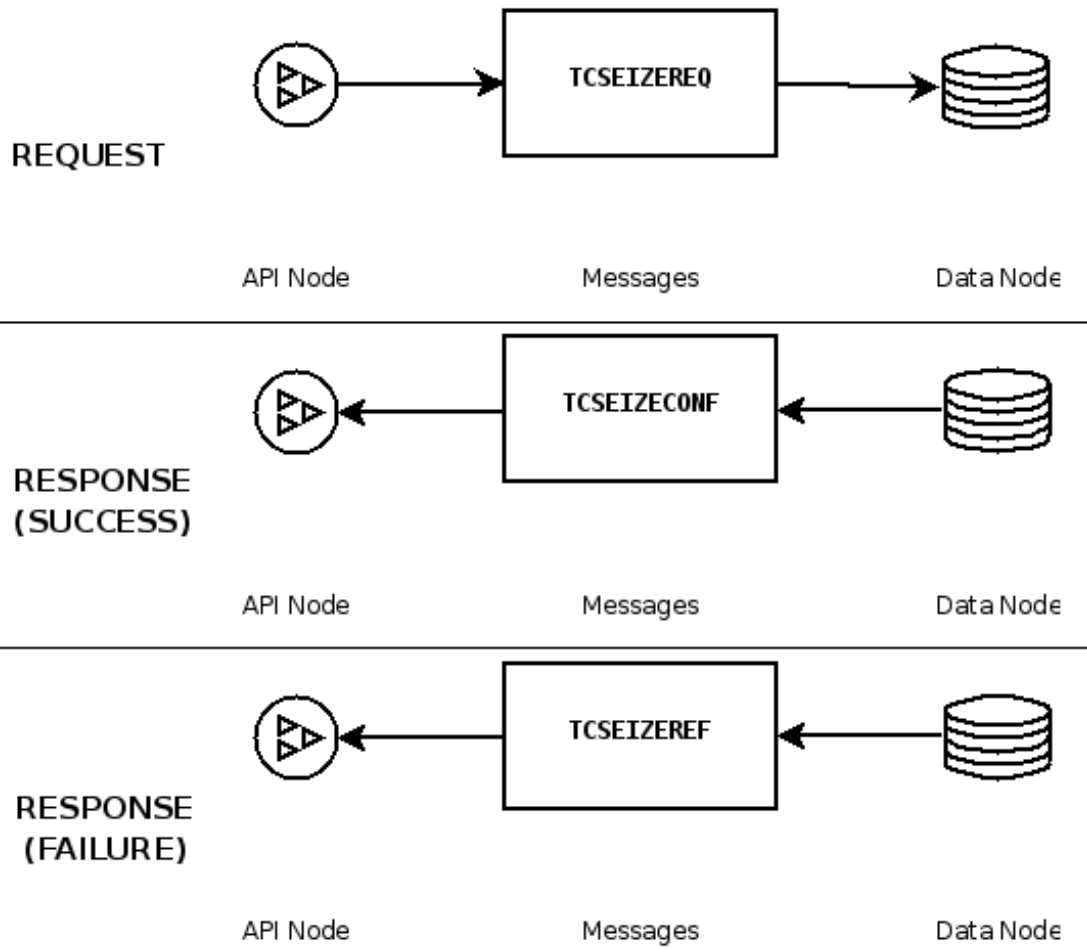 TCSEIZEREQ
REQUEST
API Node Messages Data Node
TCSEIZECONF
RESPONSE
(SUCCESS)
API Node Messages Data Node
TCSEIZEREF
RESPONSE
(FAILURE)
API Node Messages Data Node